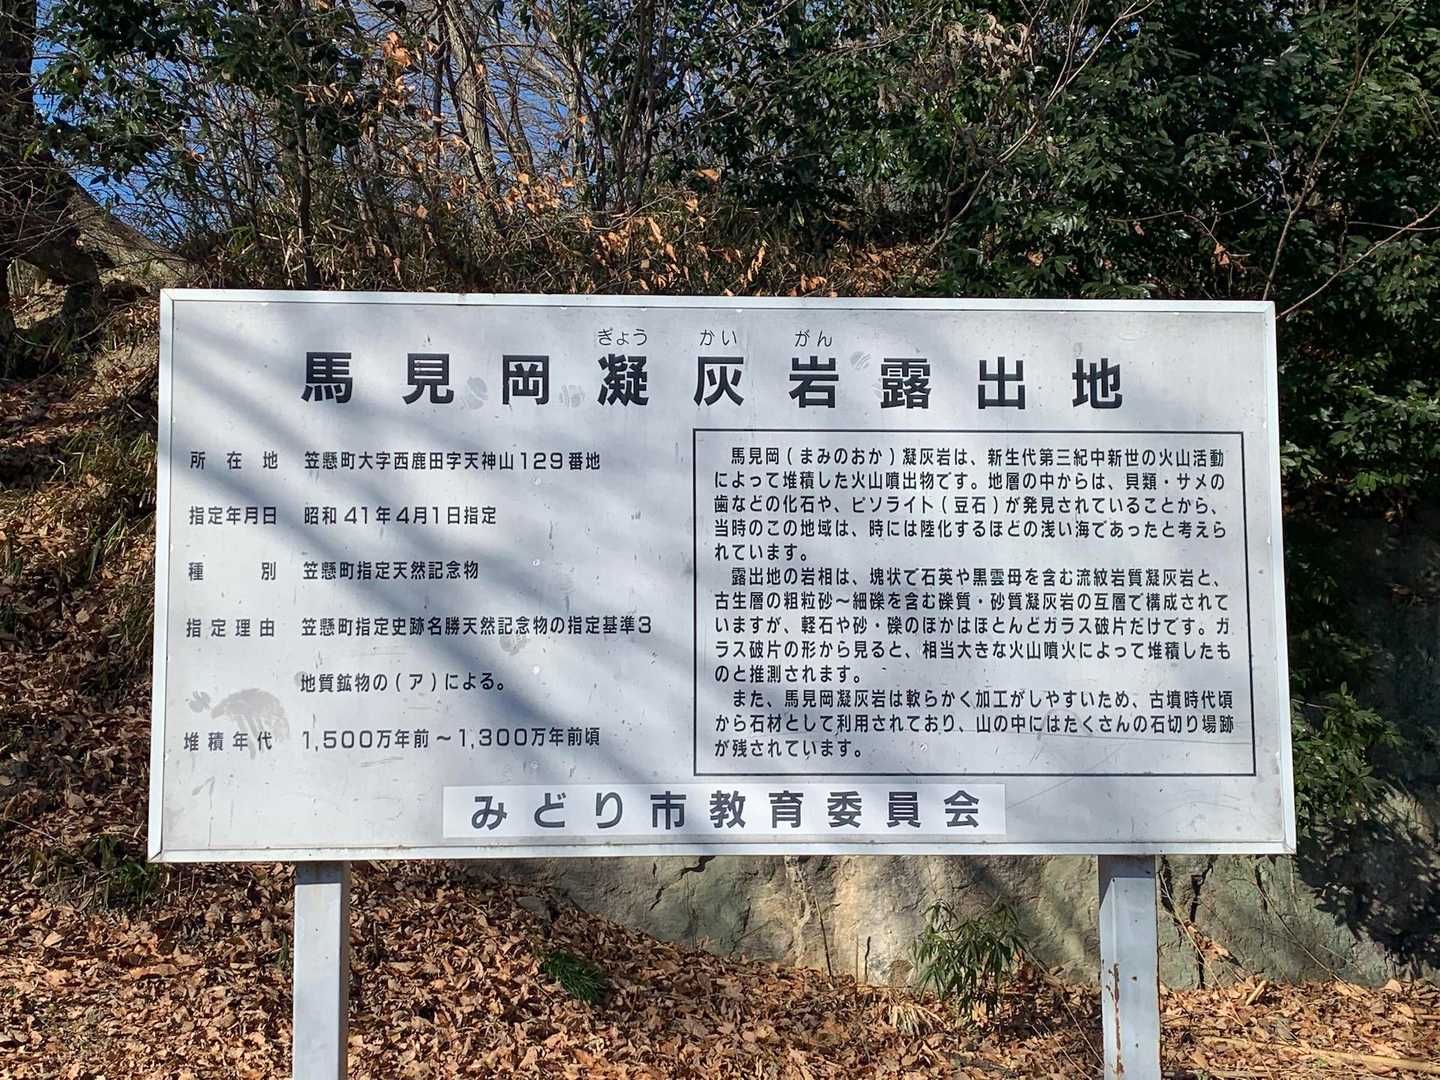 ぎょう かい がん
馬見岡凝灰岩露出地
所在地 笠懸町大字西鹿田字天神山129番地
指定年月日 昭和41年4月1日指定
種別 笠懸町指定天然記念物
指定理由 笠懸町指定史跡名勝天然記念物の指定基準3
地質鉱物の(ア)による。
堆積年代 1,500万年前〜1,300万年前頃
馬見岡(まみのおか)凝灰岩は、新生代第三紀中新世の火山活動
によって堆積した火山噴出物です。地層の中からは、貝類・サメの
歯などの化石や、ピソライト(豆石)が発見されていることから、
当時のこの地域は、時には陸化するほどの浅い海であったと考えら
れています。
露出地の岩相は、塊状で石英や黒雲母を含む流紋岩質凝灰岩と、
古生層の粗粒砂〜細礫を含む礫質・砂質凝灰岩の互層で構成されて
いますが、軽石や砂・礫のほかはほとんどガラス破片だけです。ガ
ラス破片の形から見ると、相当大きな火山噴火によって堆積したも
のと推測されます。
また、馬見岡凝灰岩は軟らかく加工がしやすいため、古墳時代頃
から石材として利用されており、山の中にはたくさんの石切り場跡
が残されています。
みどり市教育委員会